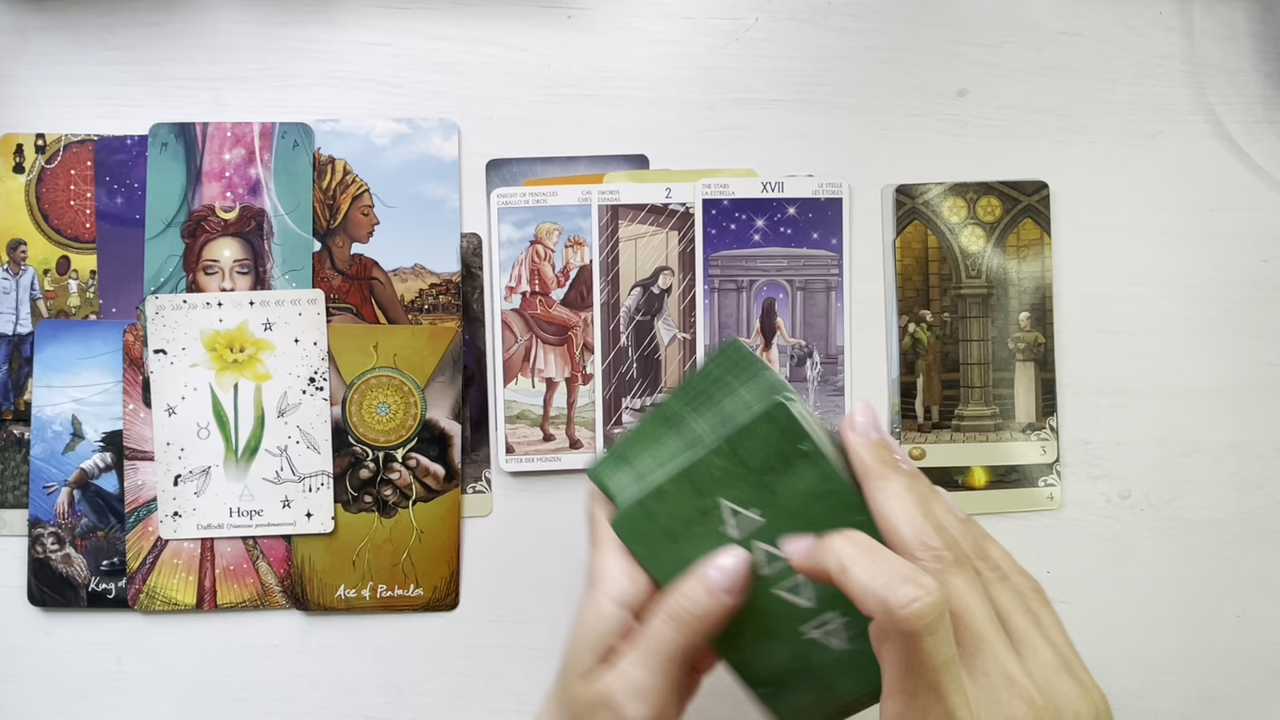 KNIGHT OF PENTACLES
CABALLO DE OROS
RITTER DER MÜNZEN
SWORDS
ESPADAS
2
THE STARS
LA ESTRELLA
XVII
LE STELLE
LES ÉTOILES
3
4
Hope
Daffodil (Narcissus pseudonarcissus)
King of
Ace of Pentacles